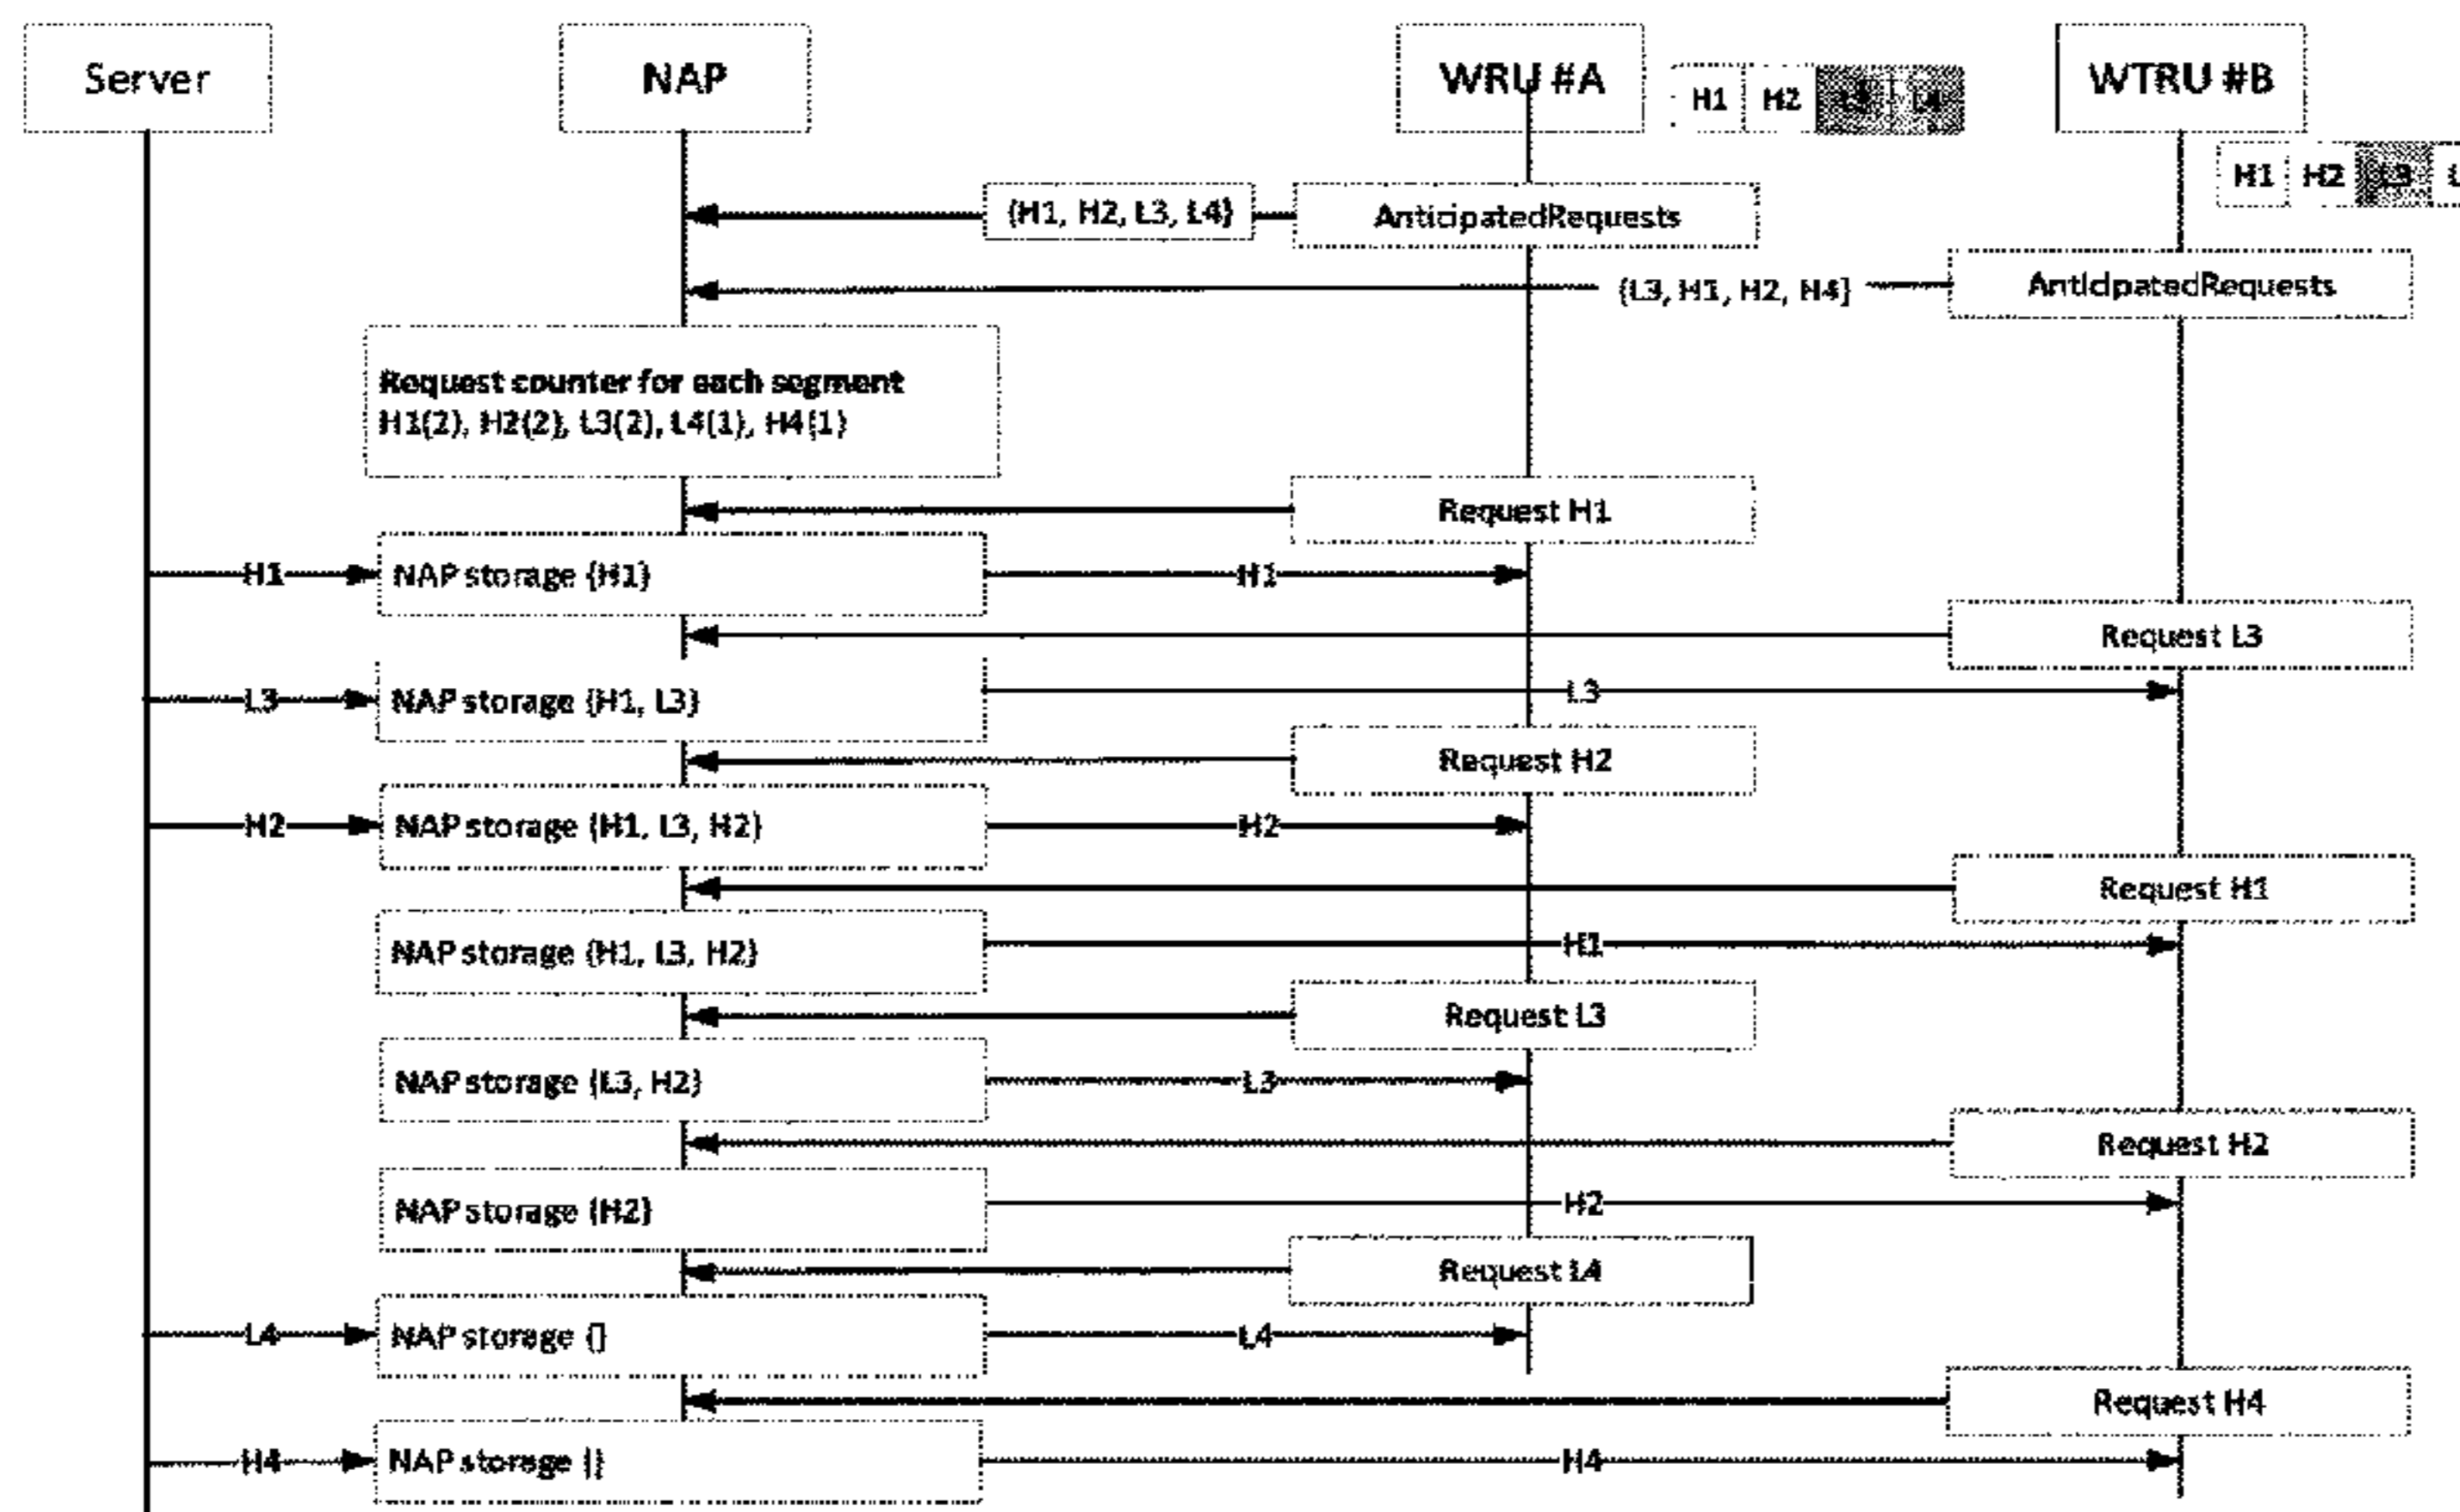 Server
NAP
WRU #A
H1 H2 L3 L4
WTRU #B
H1 H2 L3
{H1, H2, L3, L4}
AnticipatedRequests
{L3, H1, H2, H4}
AnticipatedRequests
Request counter for each segment
H1(2), H2(2), L3(2), L4(1), H4(1)
Request H1
H1
NAP storage {H1}
H1
Request L3
L3
NAP storage {H1, L3}
L3
Request H2
H2
NAP storage {H1, L3, H2}
H2
Request H1
NAP storage {H1, L3, H2}
H1
Request L3
NAP storage {L3, H2}
L3
Request H2
NAP storage {H2}
H2
Request L4
L4
NAP storage {}
L4
Request H4
H4
NAP storage {}
H4